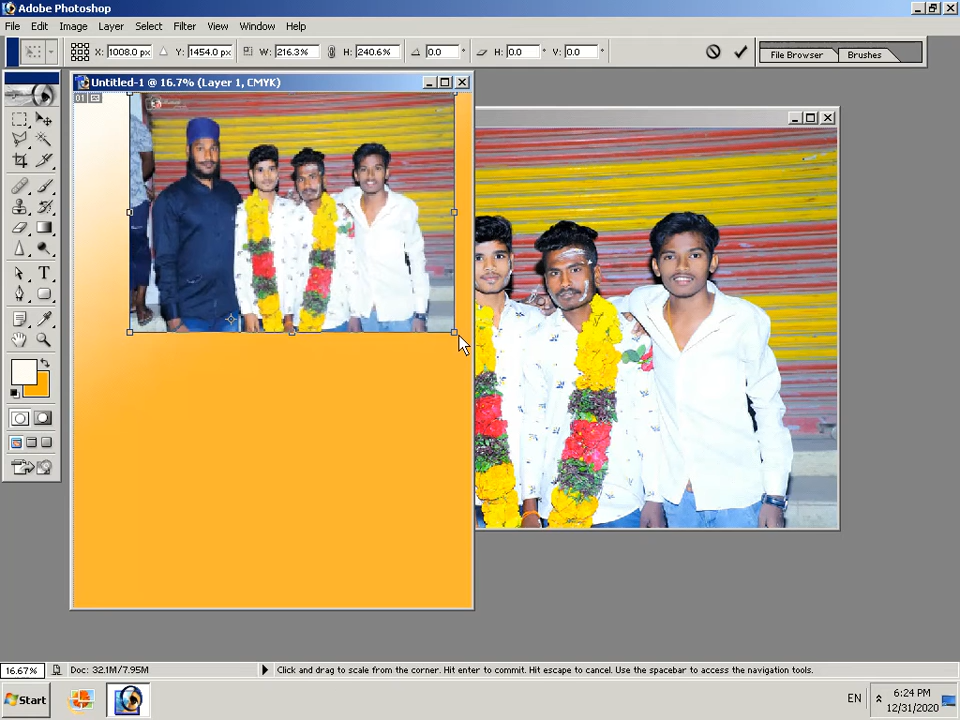 Adobe Photoshop
File Edit Image Layer Select Filter View Window Help
X: 1008.0 px Y: 1454.0 px W: 216.3% H: 240.6% 0.0 ° H: 0.0 ° V: 0.0 °
File Browser Brushes
Untitled-1 @ 16.7% (Layer 1, CMYK)
01
T
16.67% Doc: 32.1M/7.95M Click and drag to scale from the corner. Hit enter to commit. Hit escape to cancel. Use the spacebar to access the navigation tools.
Start EN 6:24 PM
12/31/2020